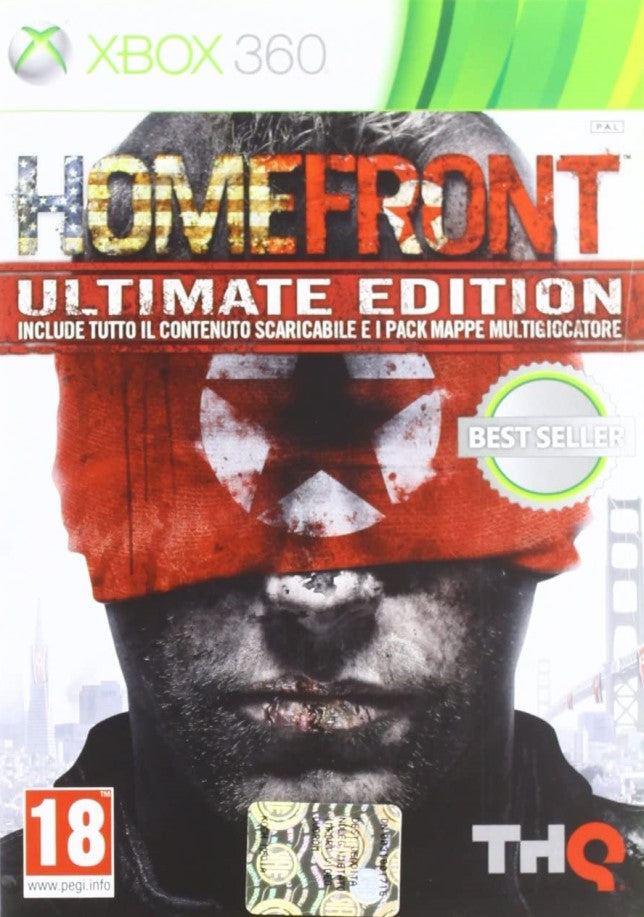 XBOX 360
PAL
HOMEFRONT™
ULTIMATE EDITION
INCLUDE TUTTO IL CONTENUTO SCARICABILE E I PACK MAPPE MULTIGIOCATORE
BEST SELLER
18
www.pegi.info
THQ